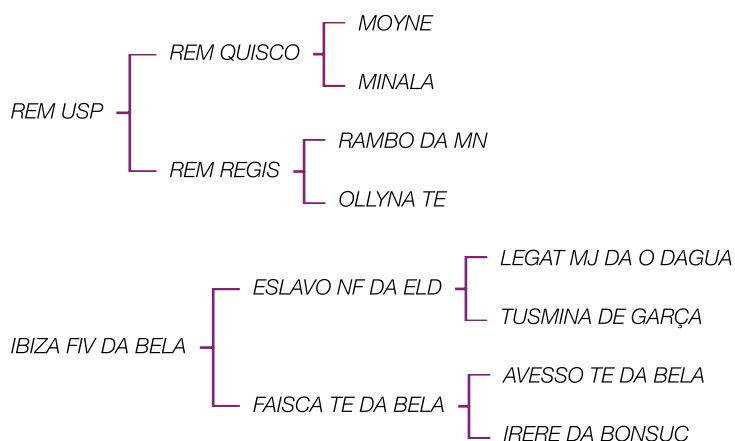 MOYNE
REM QUISCO
MINALA
REM USP
RAMBO DA MN
REM REGIS
OLLYNA TE
LEGAT MJ DA O DAGUA
ESLAVO NF DA ELD
TUSMINA DE GARÇA
IBIZA FIV DA BELA
AVESSO TE DA BELA
FAISCA TE DA BELA
IRERE DA BONSUC